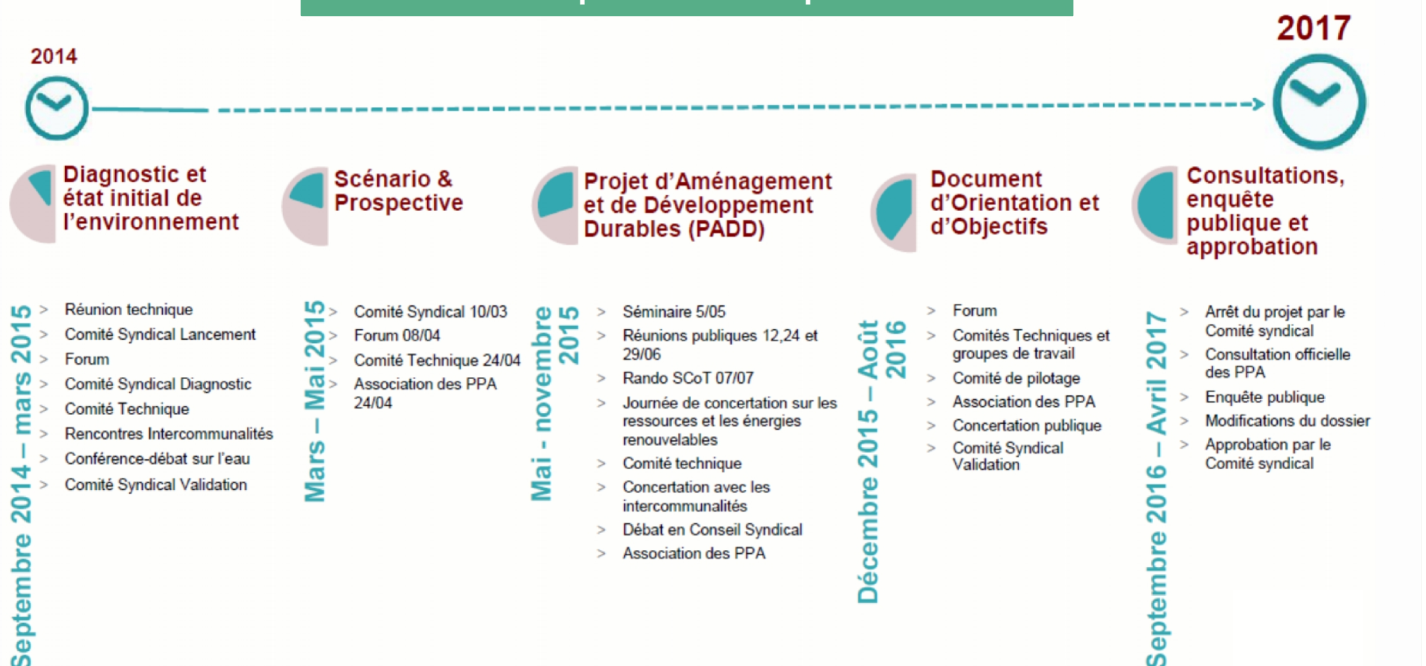 2014
2017
Diagnostic et
état initial de
l'environnement
Septembre 2014 – mars 2015
> Réunion technique
> Comité Syndical Lancement
> Forum
> Comité Syndical Diagnostic
> Comité Technique
> Rencontres Intercommunalités
> Conférence-débat sur l'eau
> Comité Syndical Validation
Scénario &
Prospective
Mars – Mai 2015
> Comité Syndical 10/03
> Forum 08/04
> Comité Technique 24/04
> Association des PPA
24/04
Projet d'Aménagement
et de Développement
Durables (PADD)
Mai - novembre
2015
> Séminaire 5/05
> Réunions publiques 12,24 et
29/06
> Rando SCoT 07/07
> Journée de concertation sur les
ressources et les énergies
renouvelables
> Comité technique
> Concertation avec les
intercommunalités
> Débat en Conseil Syndical
> Association des PPA
Document
d'Orientation et
d'Objectifs
Décembre 2015 – Août
2016
> Forum
> Comités Techniques et
groupes de travail
> Comité de pilotage
> Association des PPA
> Concertation publique
> Comité Syndical
Validation
Consultations,
enquête
publique et
approbation
Septembre 2016 – Avril 2017
> Arrêt du projet par le
Comité syndical
> Consultation officielle
des PPA
> Enquête publique
> Modifications du dossier
> Approbation par le
Comité syndical